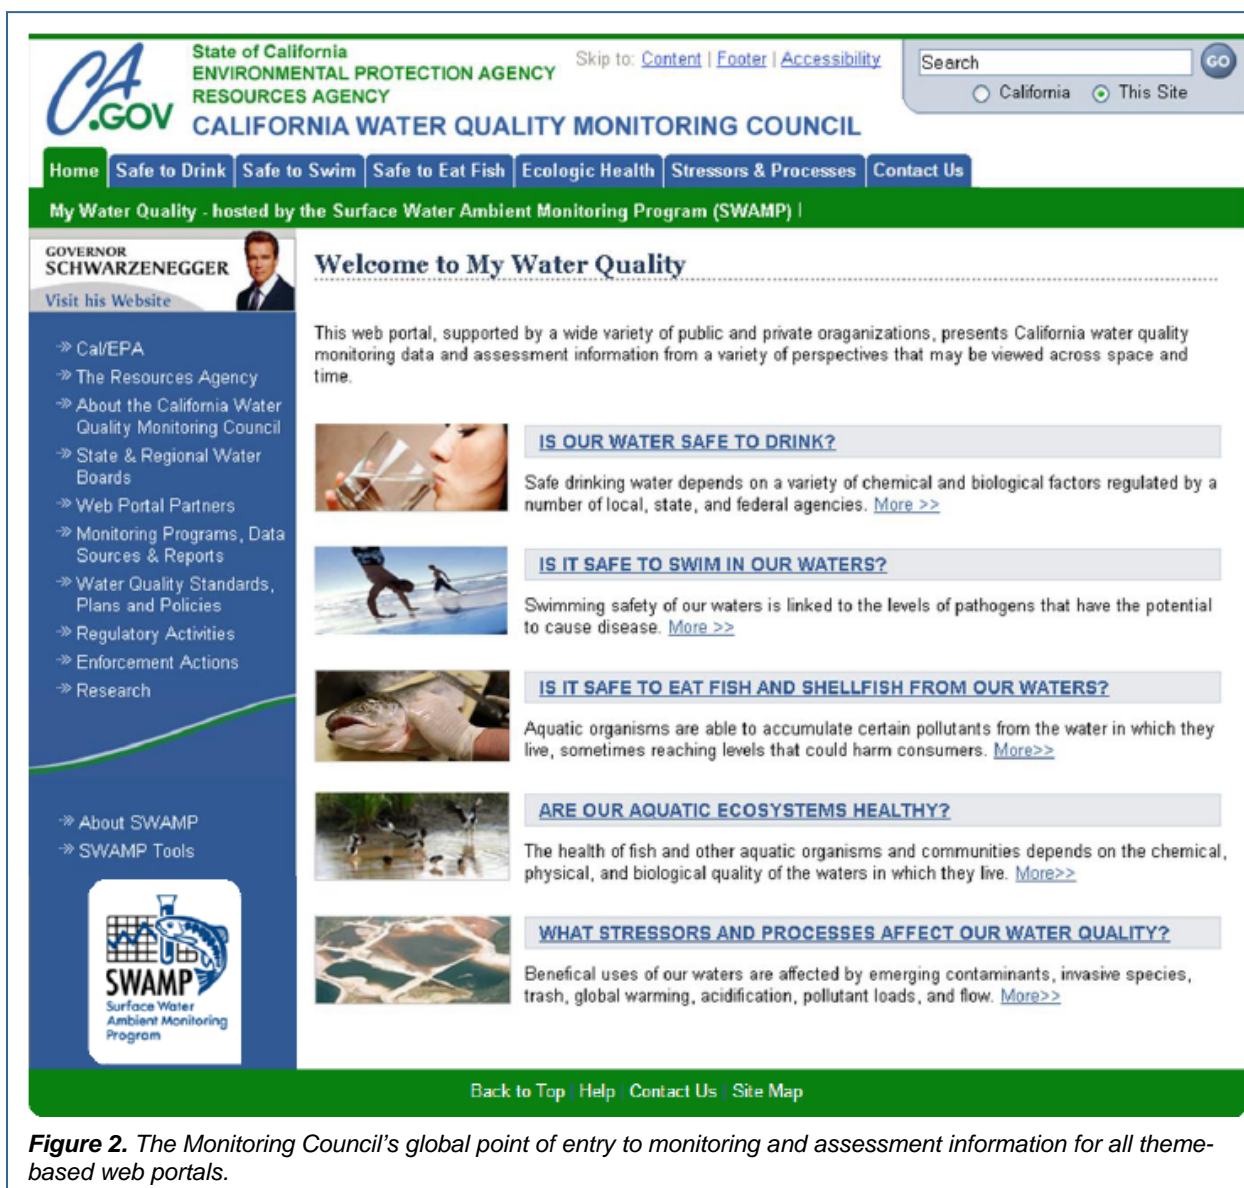 CA.GOV
State of California
ENVIRONMENTAL PROTECTION AGENCY
RESOURCES AGENCY
CALIFORNIA WATER QUALITY MONITORING COUNCIL
Skip to: Content | Footer | Accessibility
Search
GO
California This Site
Home Safe to Drink Safe to Swim Safe to Eat Fish Ecologic Health Stressors & Processes Contact Us
My Water Quality - hosted by the Surface Water Ambient Monitoring Program (SWAMP) |
GOVERNOR
SCHWARZENEGGER
Visit his Website
Cal/EPA
The Resources Agency
About the California Water
Quality Monitoring Council
State & Regional Water
Boards
Web Portal Partners
Monitoring Programs, Data
Sources & Reports
Water Quality Standards,
Plans and Policies
Regulatory Activities
Enforcement Actions
Research
About SWAMP
SWAMP Tools
SWAMP
Surface Water
Ambient Monitoring
Program
Welcome to My Water Quality
This web portal, supported by a wide variety of public and private oraganizations, presents California water quality
monitoring data and assessment information from a variety of perspectives that may be viewed across space and
time.
IS OUR WATER SAFE TO DRINK?
Safe drinking water depends on a variety of chemical and biological factors regulated by a
number of local, state, and federal agencies. More >>
IS IT SAFE TO SWIM IN OUR WATERS?
Swimming safety of our waters is linked to the levels of pathogens that have the potential
to cause disease. More >>
IS IT SAFE TO EAT FISH AND SHELLFISH FROM OUR WATERS?
Aquatic organisms are able to accumulate certain pollutants from the water in which they
live, sometimes reaching levels that could harm consumers. More>>
ARE OUR AQUATIC ECOSYSTEMS HEALTHY?
The health of fish and other aquatic organisms and communities depends on the chemical,
physical, and biological quality of the waters in which they live. More>>
WHAT STRESSORS AND PROCESSES AFFECT OUR WATER QUALITY?
Benefical uses of our waters are affected by emerging contaminants, invasive species,
trash, global warming, acidification, pollutant loads, and flow. More>>
Back to Top | Help | Contact Us | Site Map
Figure 2. The Monitoring Council's global point of entry to monitoring and assessment information for all theme-
based web portals.